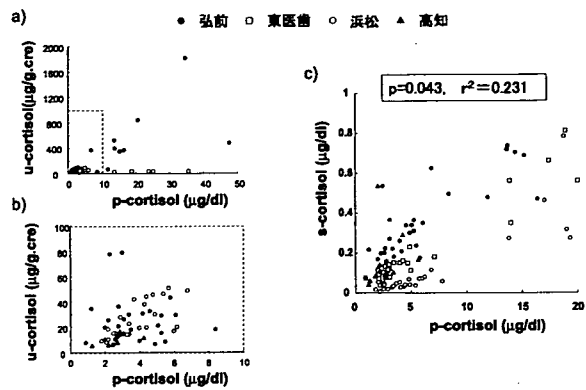 ● 弘前 □ 東医歯 ○ 浜松 ▲ 高知
a)
u-cortisol(μg/g.cre)
2000
1600
1200
800
400
0
0 10 20 30 40 50
p-cortisol (μg/dl)
b)
u-cortisol (μg/g.cre)
100
80
60
40
20
0
0 2 4 6 8 10
p-cortisol (μg/dl)
c)
p=0.043, r²=0.231
s-cortisol (μg/dl)
1
0.8
0.6
0.4
0.2
0
0 5 10 15 20
p-cortisol (μg/dl)